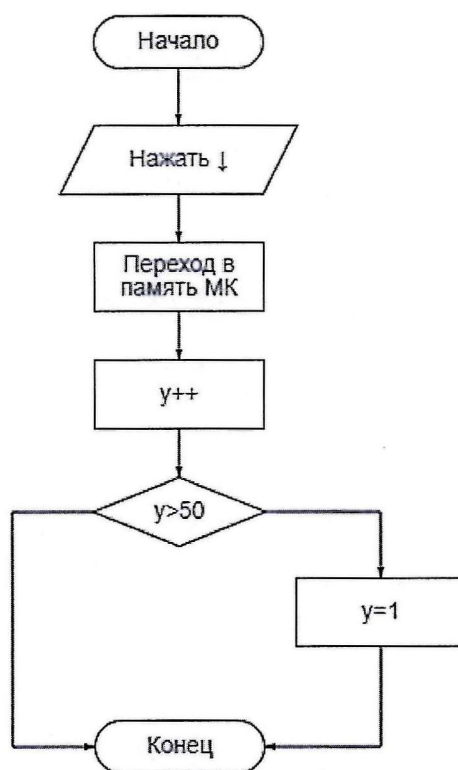 Начало
Нажать ↓
Переход в
память МК
y++
y>50
y=1
Конец